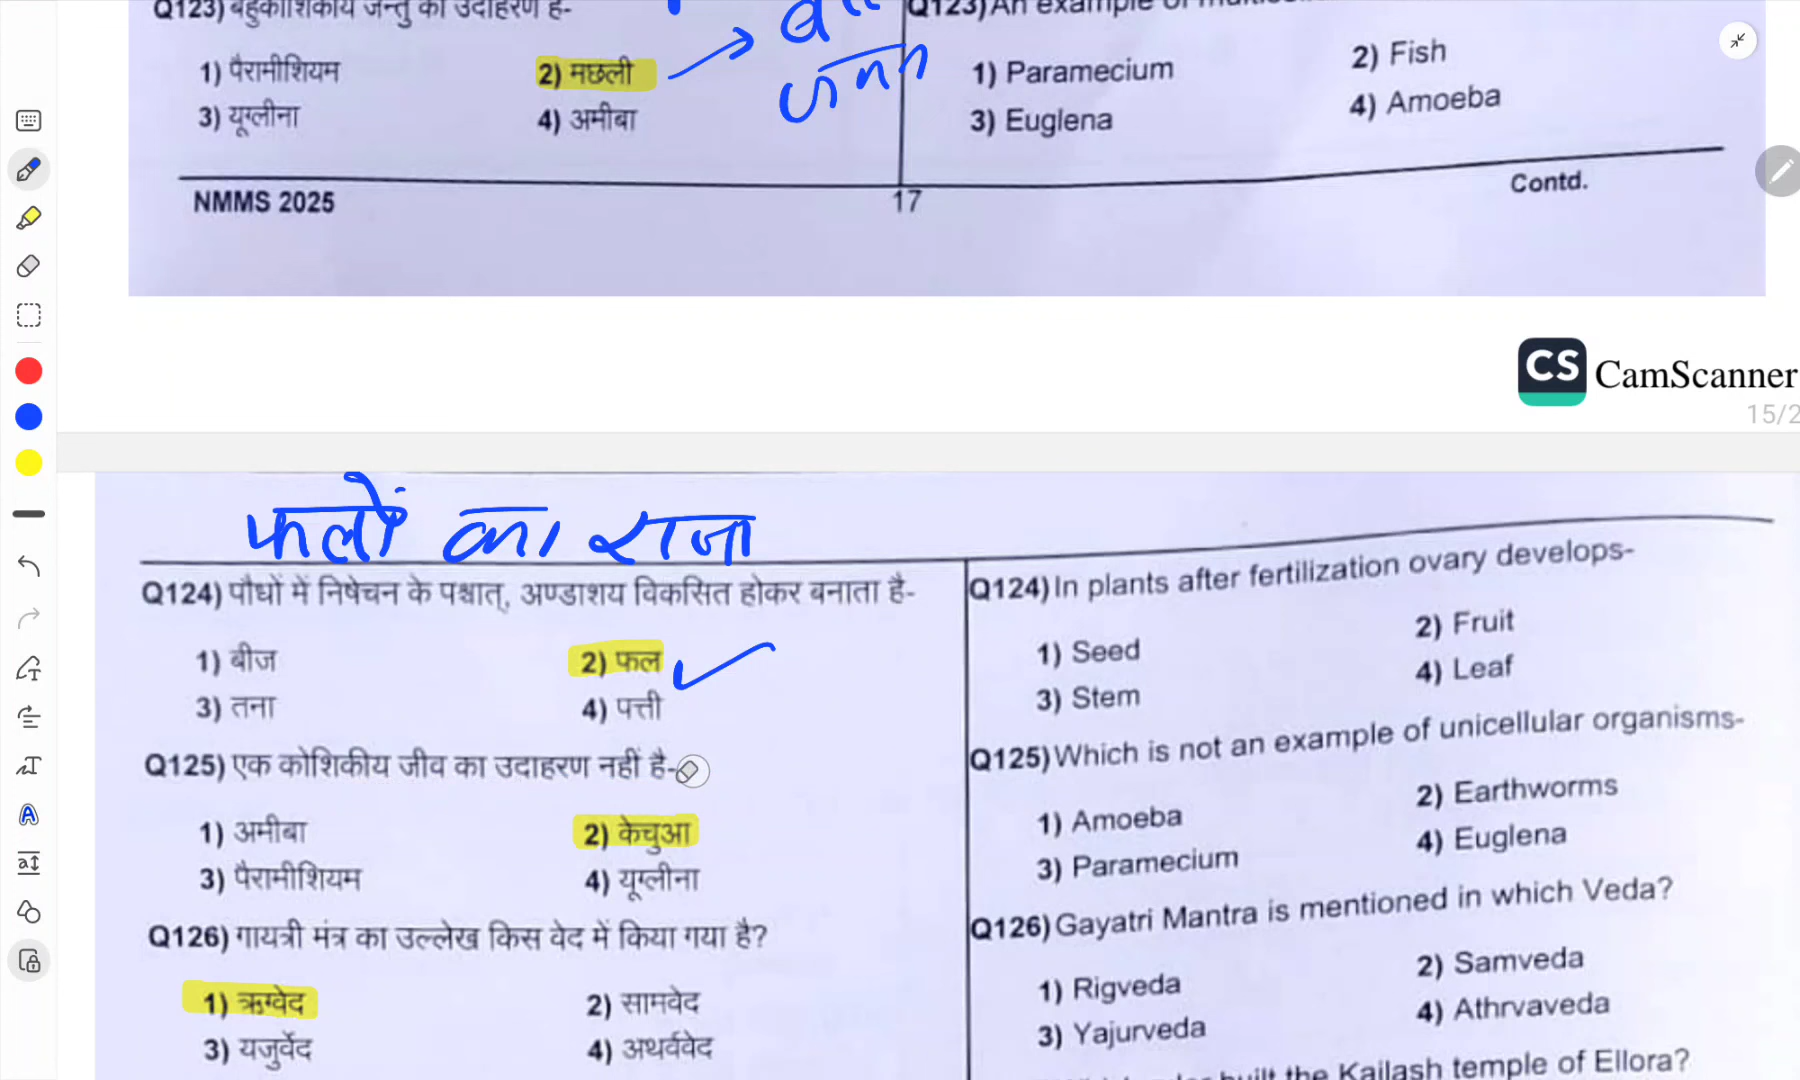 Q123) बहुकोशिकीय जन्तु का उदाहरण है-
1) पैरामीशियम
2) मछली
3) यूग्लीना
4) अमीबा
Q123) An example of
1) Paramecium
2) Fish
3) Euglena
4) Amoeba
NMMS 2025
17
Contd.
CS CamScanner
15/2
फलों का राजा
Q124) पौधों में निषेचन के पश्चात्, अण्डाशय विकसित होकर बनाता है-
1) बीज
2) फल
3) तना
4) पत्ती
Q125) एक कोशिकीय जीव का उदाहरण नहीं है-
1) अमीबा
2) केचुआ
3) पैरामीशियम
4) यूग्लीना
Q126) गायत्री मंत्र का उल्लेख किस वेद में किया गया है?
1) ऋग्वेद
2) सामवेद
3) यजुर्वेद
4) अथर्ववेद
Q124) In plants after fertilization ovary develops-
1) Seed
2) Fruit
3) Stem
4) Leaf
Q125) Which is not an example of unicellular organisms-
1) Amoeba
2) Earthworms
3) Paramecium
4) Euglena
Q126) Gayatri Mantra is mentioned in which Veda?
1) Rigveda
2) Samveda
3) Yajurveda
4) Athrvaveda
built the Kailash temple of Ellora?